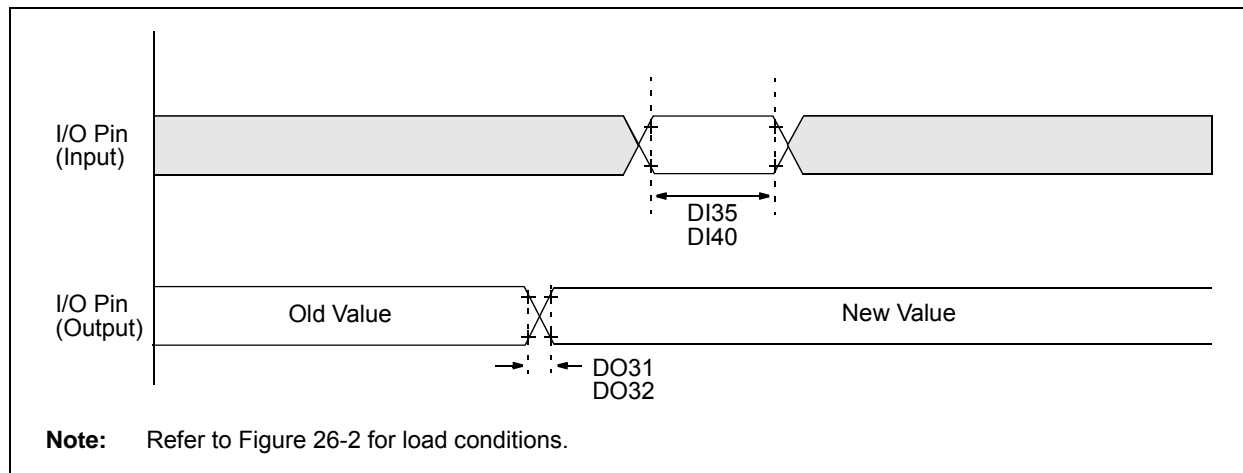 I/O Pin
(Input)
DI35
DI40
I/O Pin
(Output)
Old Value
New Value
DO31
DO32
Note: Refer to Figure 26-2 for load conditions.